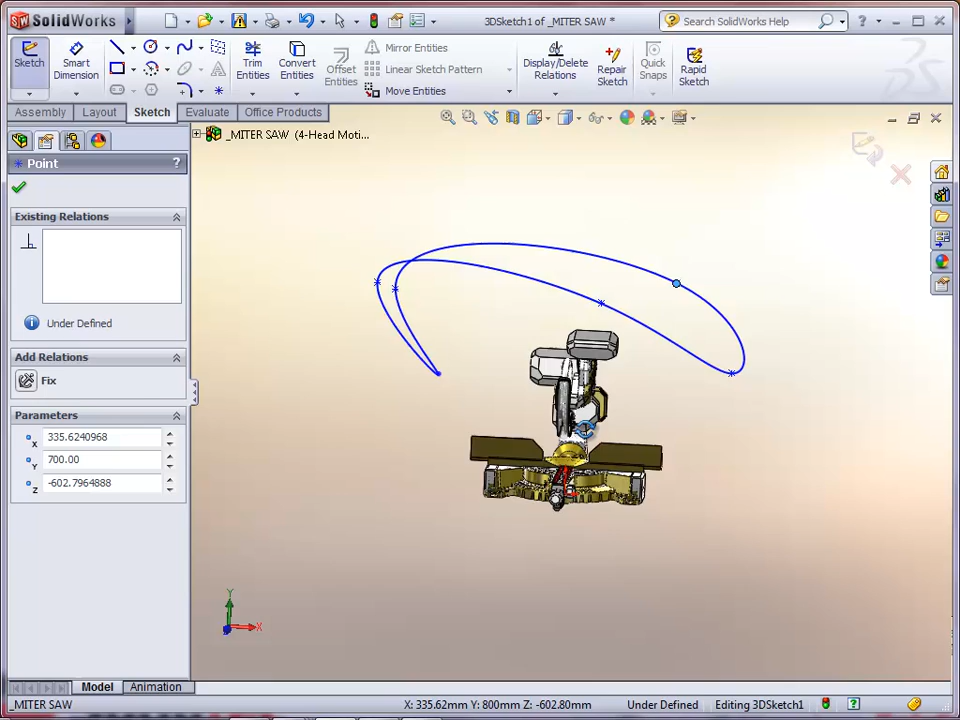 SolidWorks
3DSketch1 of _MITER SAW *
Search SolidWorks Help
?
Sketch
Smart Dimension
Trim Entities
Convert Entities
Offset Entities
Mirror Entities
Linear Sketch Pattern
Move Entities
Display/Delete Relations
Repair Sketch
Quick Snaps
Rapid Sketch
Assembly
Layout
Sketch
Evaluate
Office Products
_MITER SAW (4-Head Moti...
Point
?
Existing Relations
Under Defined
Add Relations
Fix
Parameters
X 335.6240968
Y 700.00
Z -602.7964888
Y
X
Model
Animation
_MITER SAW
X: 335.62mm Y: 800mm Z: -602.80mm
Under Defined
Editing 3DSketch1
?